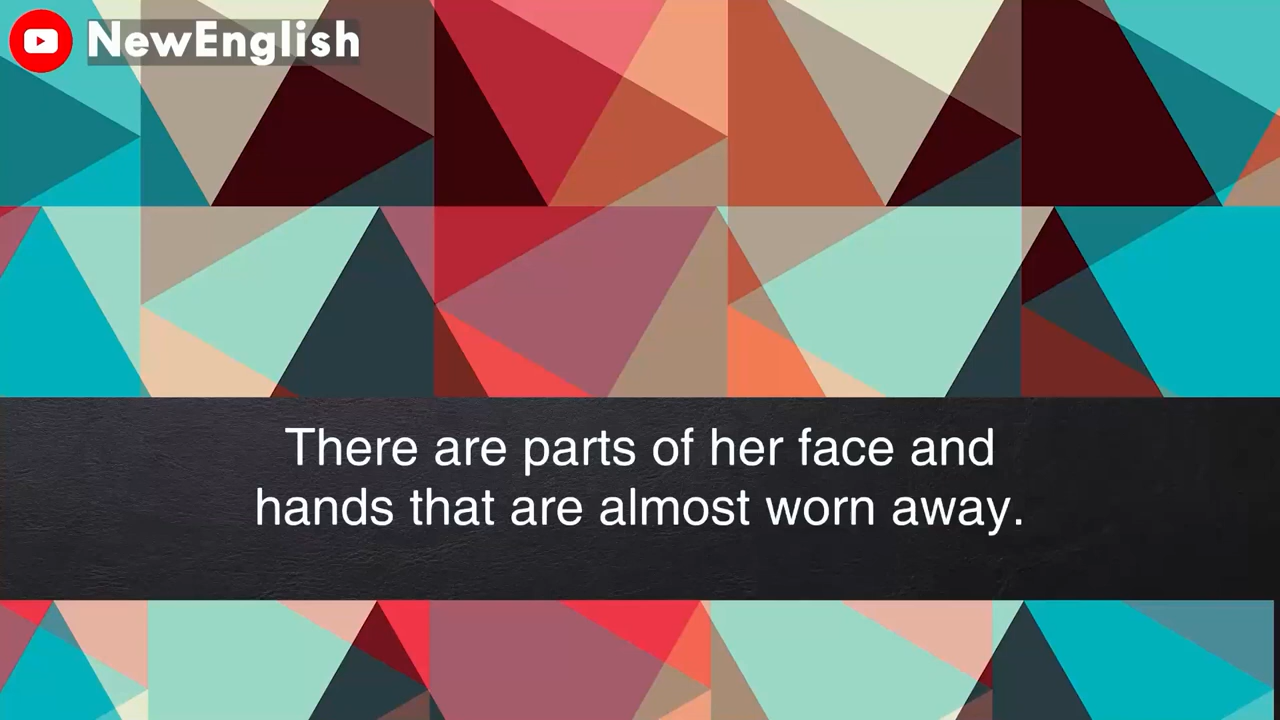 NewEnglish
There are parts of her face and
hands that are almost worn away.